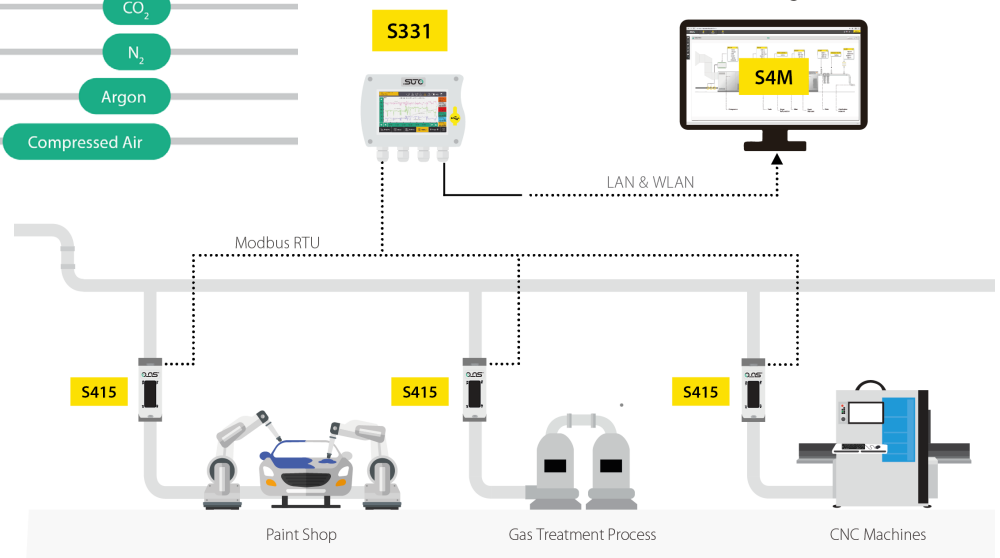 CO2
N2
Argon
Compressed Air
S331
SUTO
S4M
LAN & WLAN
Modbus RTU
S415
S415
S415
Paint Shop
Gas Treatment Process
CNC Machines